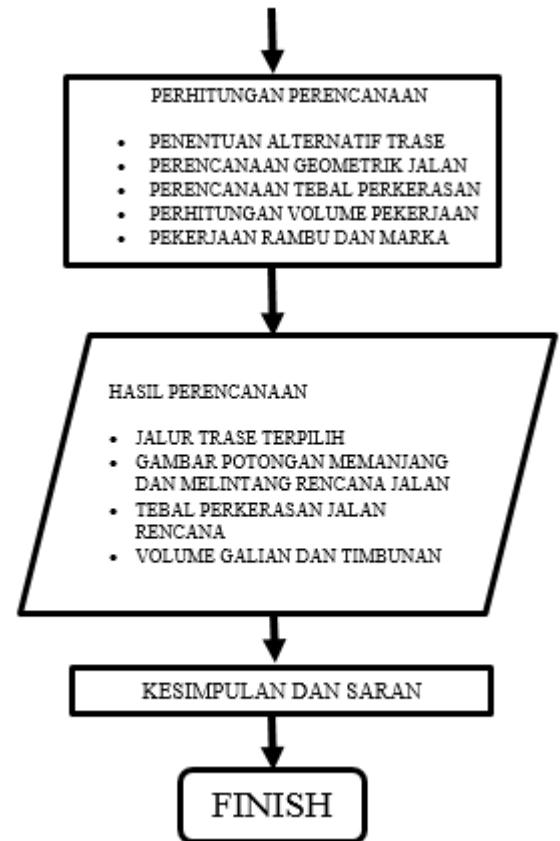 PERHITUNGAN PERENCANAAN
• PENENTUAN ALTERNATIF TRASE
• PERENCANAAN GEOMETRIK JALAN
• PERENCANAAN TEBAL PERKERASAN
• PERHITUNGAN VOLUME PEKERJAAN
• PEKERJAAN RAMBU DAN MARKA
HASIL PERENCANAAN
• JALUR TRASE TERPILIH
• GAMBAR POTONGAN MEMANJANG
DAN MELINTANG RENCANA JALAN
• TEBAL PERKERASAN JALAN
RENCANA
• VOLUME GALIAN DAN TIMBUNAN
KESIMPULAN DAN SARAN
FINISH